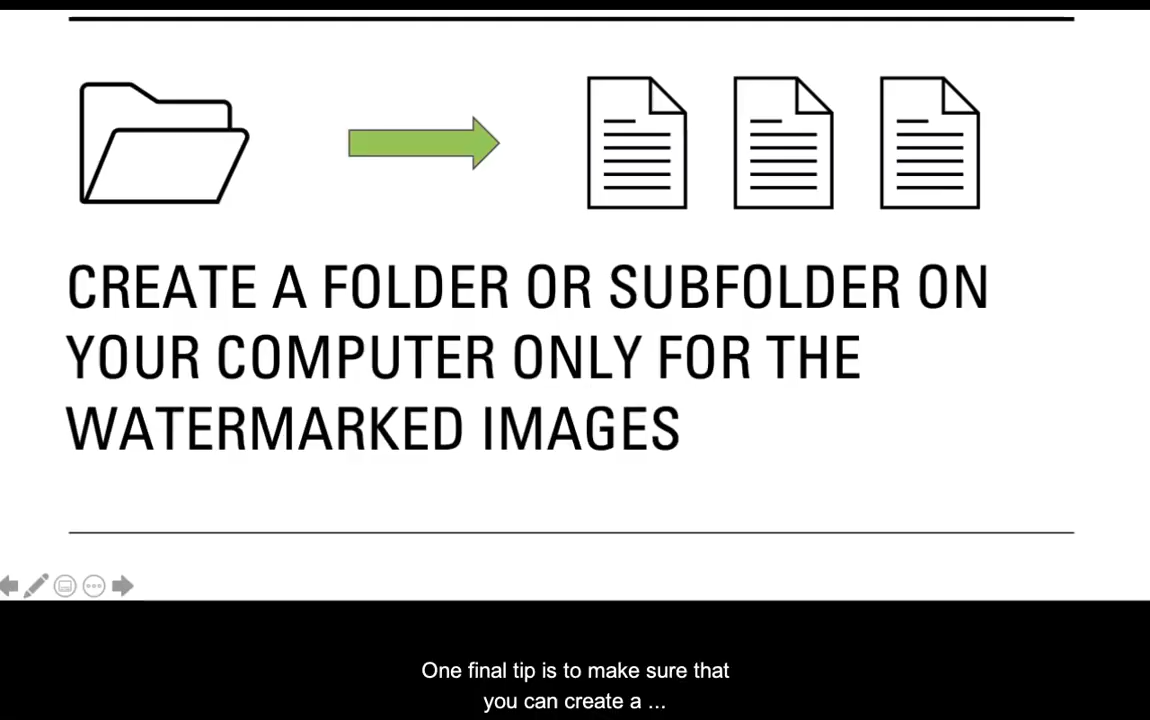 CREATE A FOLDER OR SUBFOLDER ON
YOUR COMPUTER ONLY FOR THE
WATERMARKED IMAGES
One final tip is to make sure that
you can create a ...